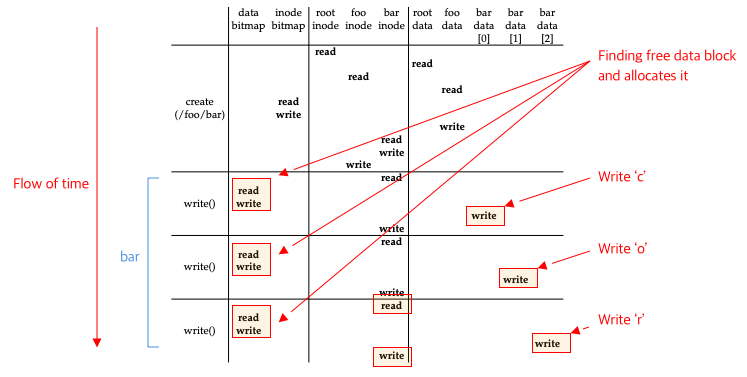 data inode root foo bar root foo bar bar bar
bitmap bitmap inode inode inode data data data data data
[0] [1] [2]
read
read
Finding free data block
and allocates it
read
read
create read
(/foo/bar) write
write
read
write
write
Flow of time
read
Write 'c'
read
write() write
write
write
read
Write 'o'
bar
read
write() write
write
write
read
Write 'r'
read
write() write
write
write